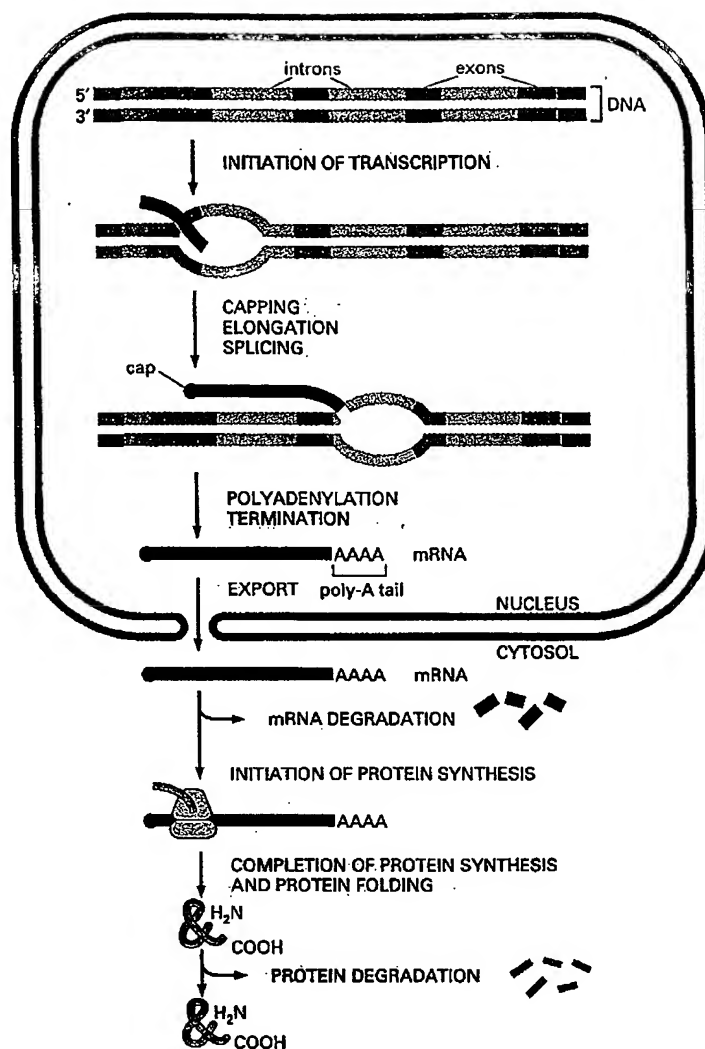 introns exons
5'
3'
DNA
INITIATION OF TRANSCRIPTION
CAPPING
ELONGATION
SPLICING
cap
POLYADENYLATION
TERMINATION
AAAA mRNA
EXPORT poly-A tail
NUCLEUS
CYTOSOL
AAAA mRNA
mRNA DEGRADATION
INITIATION OF PROTEIN SYNTHESIS
AAAA
COMPLETION OF PROTEIN SYNTHESIS
AND PROTEIN FOLDING
H₂N
COOH
PROTEIN DEGRADATION
H₂N
COOH